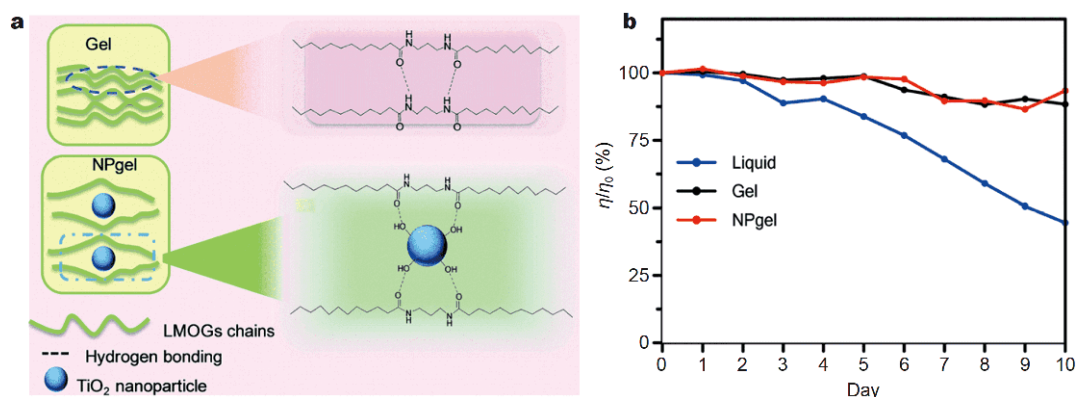 a
Gel
NPgel
LMOGs chains
Hydrogen bonding
TiO₂ nanoparticle
H
N
H
N
O
O
O
O
N
H
N
H
H
N
H
N
O
O
HO
OH
HO
OH
O
O
N
H
N
H
b
η/η₀ (%)
100
75
50
25
0
Liquid
Gel
NPgel
0 1 2 3 4 5 6 7 8 9 10
Day